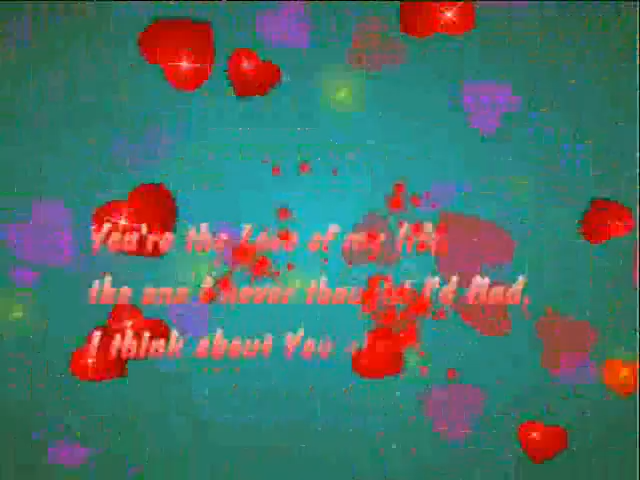 You're the Love of my life,
the one I never thought I'd Had,
I think about You